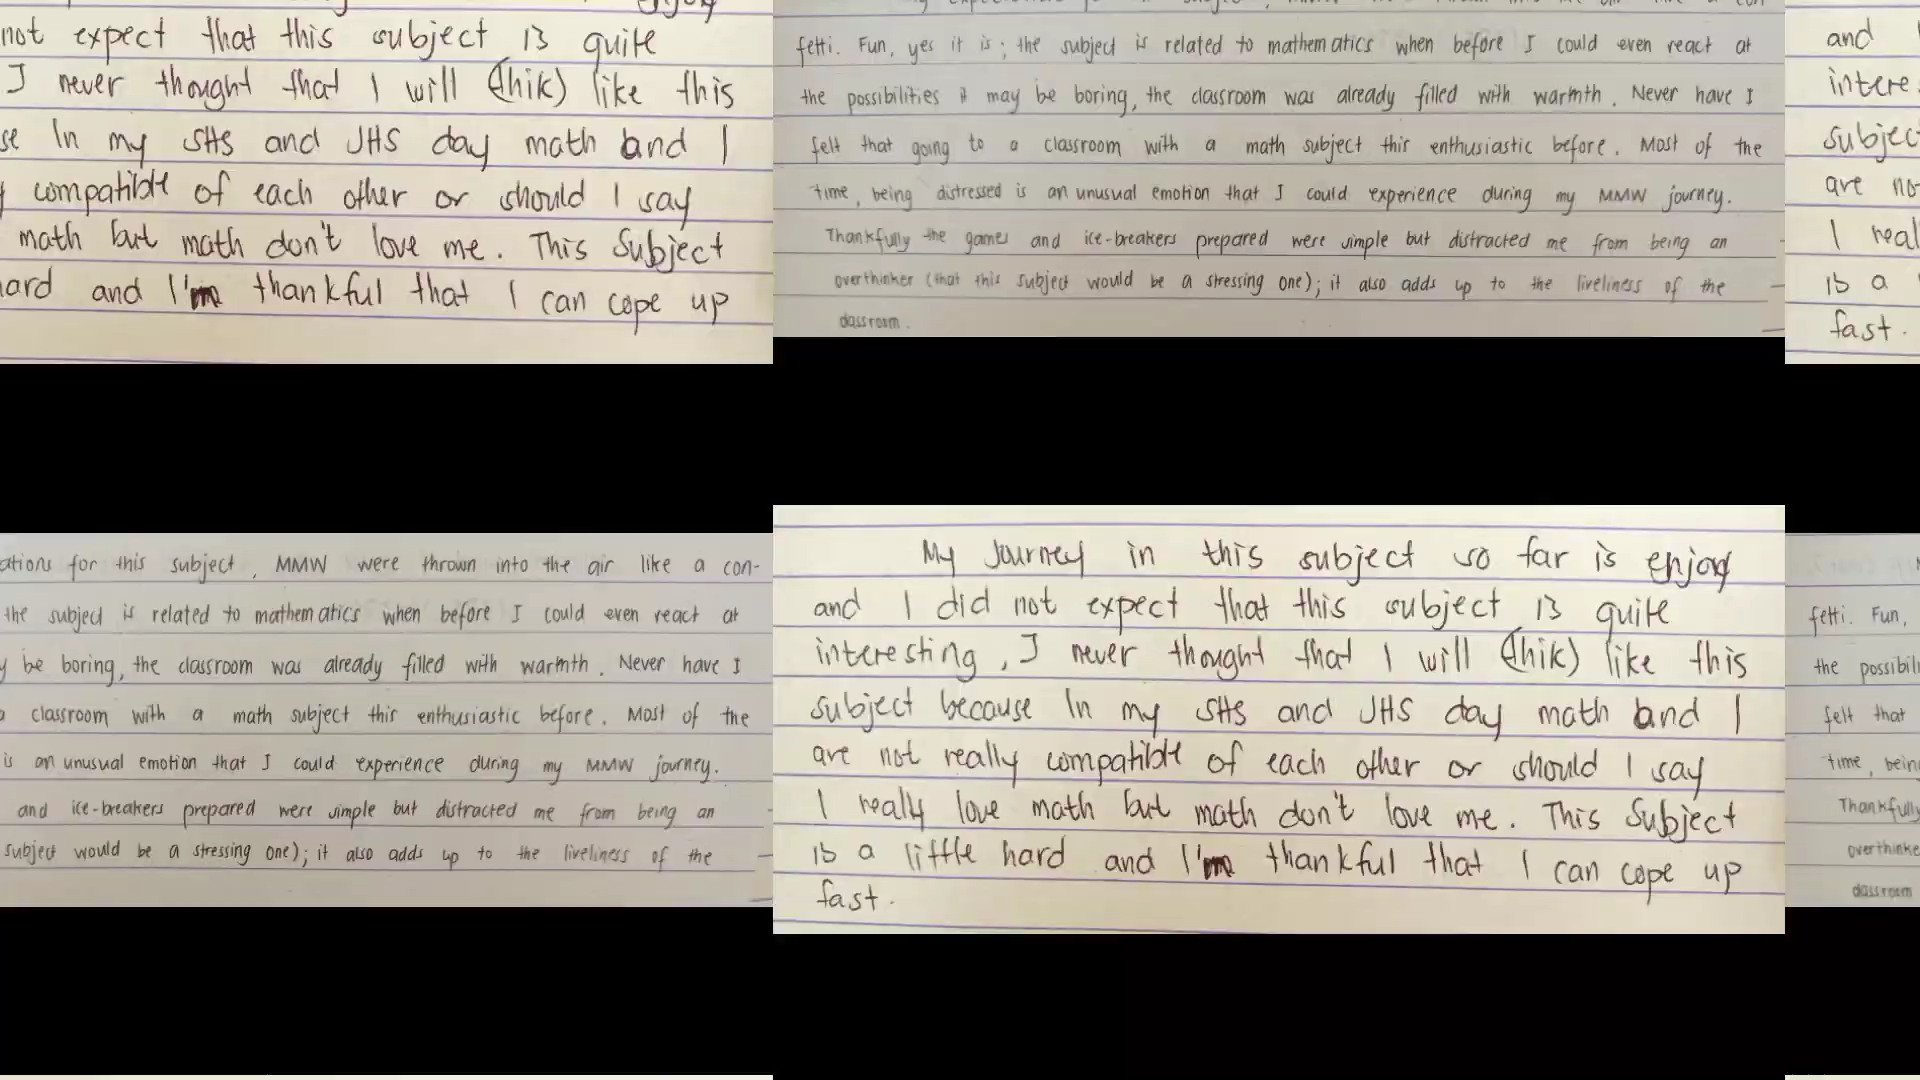 not expect that this subject is quite
I never thought that I will (thik) like this
se In my SHS and JHS day math and I
compatible of each other or should I say
math but math don't love me. This Subject
ard and I'm thankful that I can cope up
fetti. Fun, yes it is; the subject is related to mathematics when before I could even react at
the possibilities it may be boring, the classroom was already filled with warmth. Never have I
felt that going to a classroom with a math subject this enthusiastic before. Most of the
time, being distressed is an unusual emotion that I could experience during my MMW journey.
Thankfully the games and ice-breakers prepared were simple but distracted me from being an
overthinker (that this subject would be a stressing one); it also adds up to the liveliness of the
classroom.
and
intere
subjec
are no
I real
is a
fast.
ations for this subject, MMW were thrown into the air like a con-
the subject is related to mathematics when before I could even react at
y be boring, the classroom was already filled with warmth. Never have I
classroom with a math subject this enthusiastic before. Most of the
is an unusual emotion that I could experience during my MMW journey.
and ice-breakers prepared were simple but distracted me from being an
subject would be a stressing one); it also adds up to the liveliness of the
My Journey in this subject so far is enjoy
and I did not expect that this subject is quite
interesting, I never thought that I will (thik) like this
subject because In my SHS and JHS day math and I
are not really compatible of each other or should I say
I really love math but math don't love me. This Subject
is a little hard and I'm thankful that I can cope up
fast.
fetti. Fun,
the possibil
felt that
time, being
Thankfully
overthinke
classroom